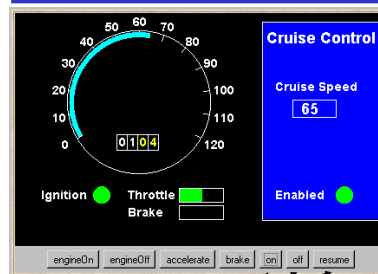 50 60 70
40 80
30 90
20 100
10 110
0 120
0104
Cruise Control
Cruise Speed
65
Ignition Throttle Enabled
Brake
engineOn engineOff accelerate brake on off resume